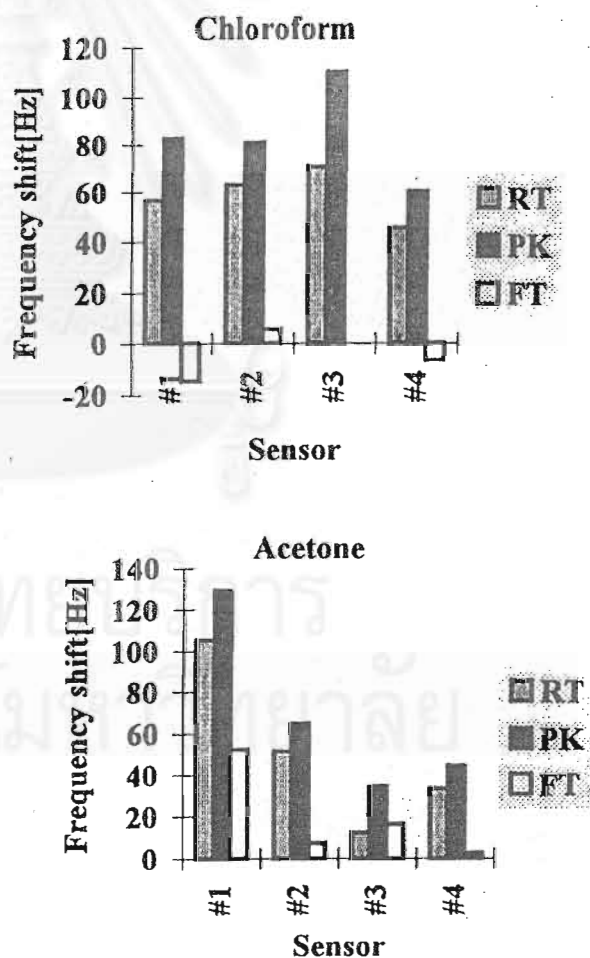 Chloroform
Frequency shift[Hz]
120
100
80
60
40
20
0
-20
#1
#2
#3
#4
Sensor
RT
PK
FT
Acetone
Frequency shift[Hz]
140
120
100
80
60
40
20
0
#1
#2
#3
#4
Sensor
RT
PK
FT